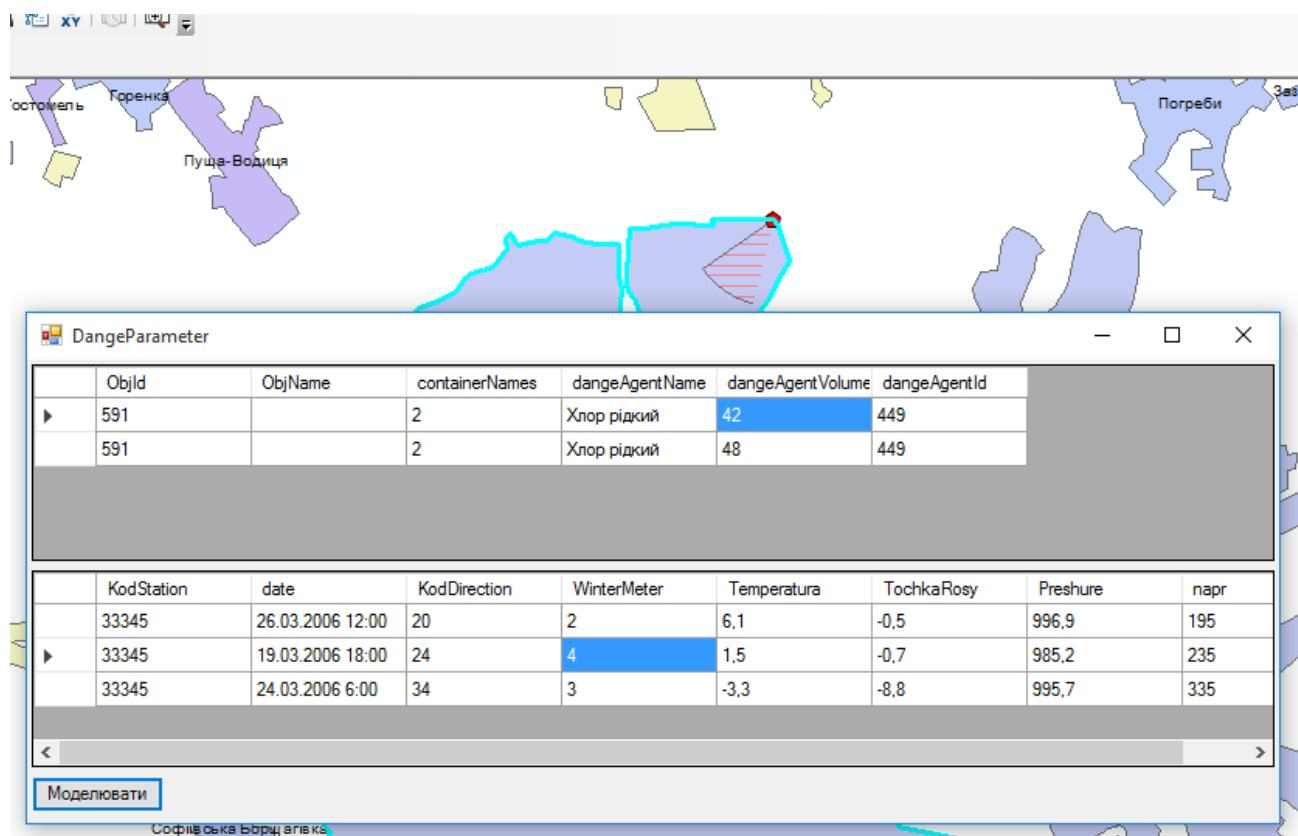 XY
Горенка
Погреби
Пуща-Водиця
DangeParameter
ObjId ObjName containerNames dangeAgentName dangeAgentVolume dangeAgentId
591 2 Хлор рідкий 42 449
591 2 Хлор рідкий 48 449
KodStation date KodDirection WinterMeter Temperatura TochkaRosy Preshure napr
33345 26.03.2006 12:00 20 2 6,1 -0,5 996,9 195
33345 19.03.2006 18:00 24 4 1,5 -0,7 985,2 235
33345 24.03.2006 6:00 34 3 -3,3 -8,8 995,7 335
Моделювати
Софіївська Борщагівка